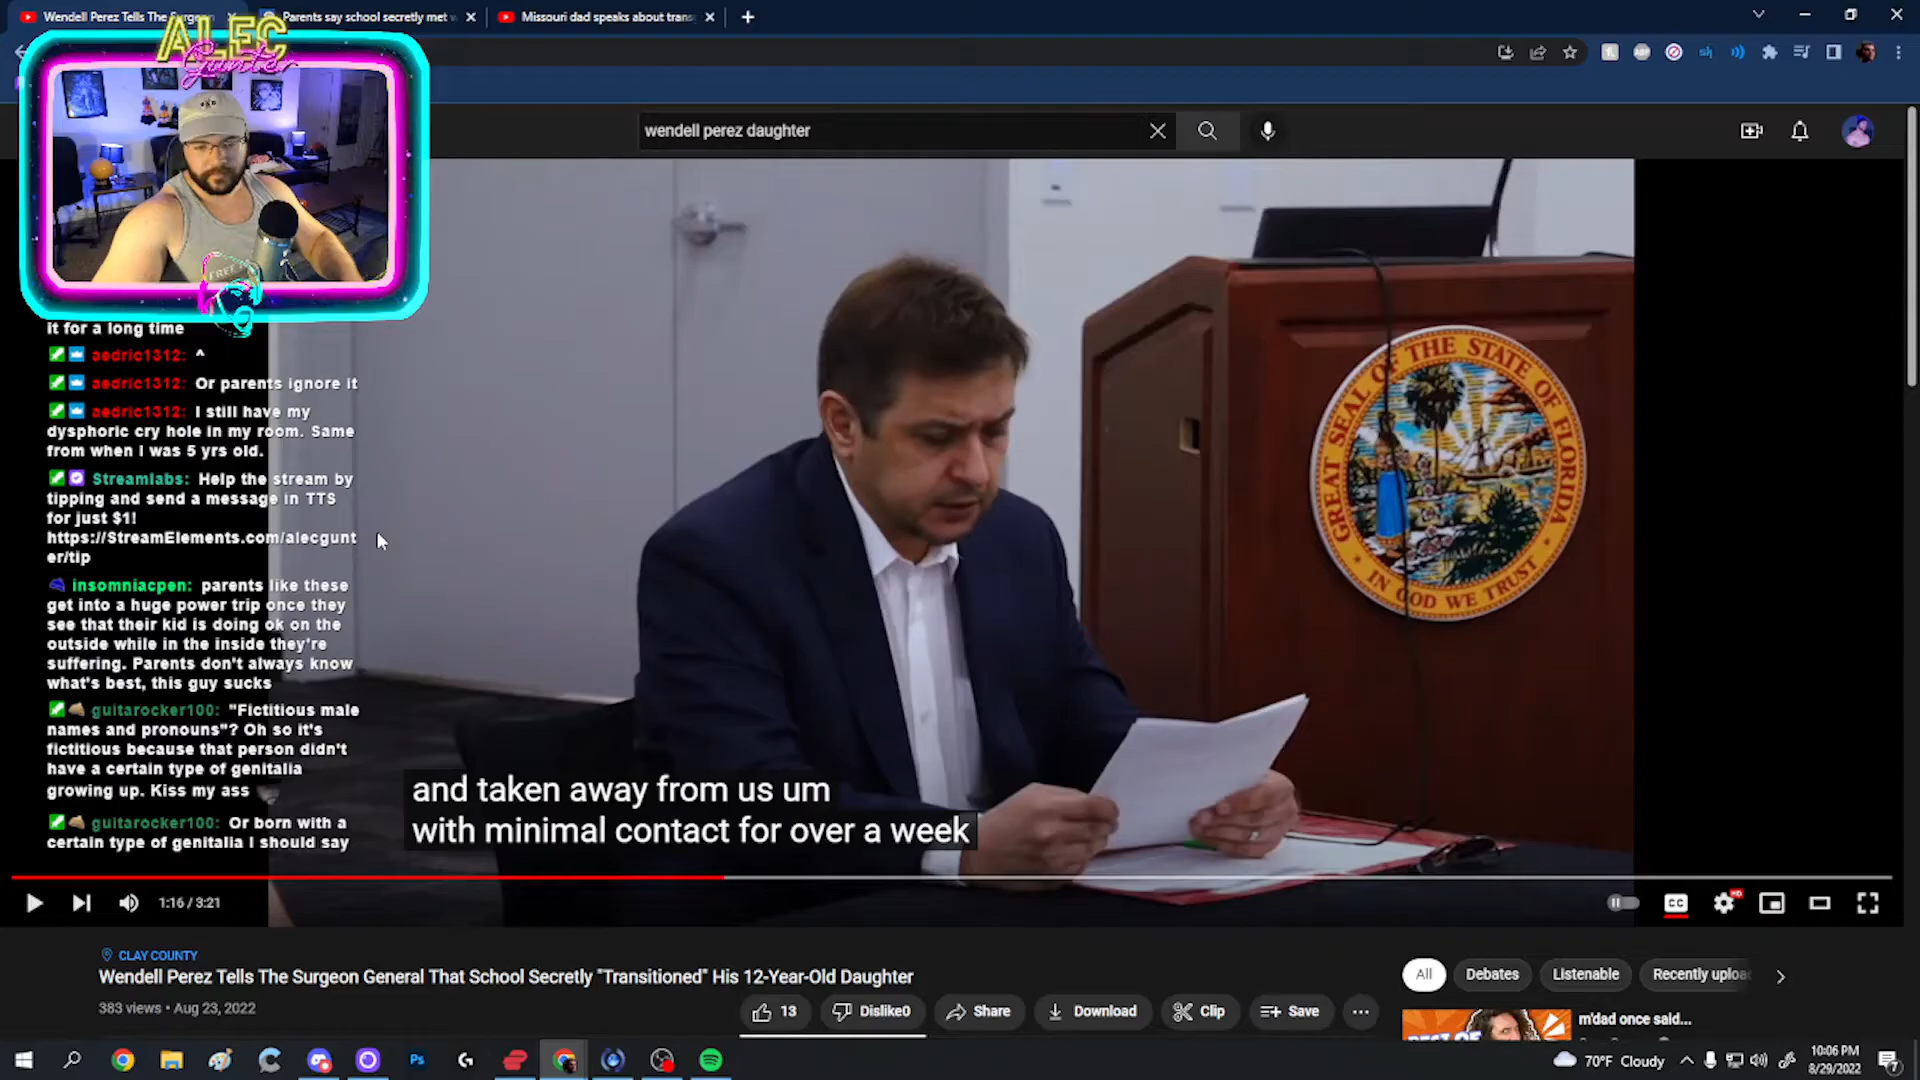 Wendell Perez Tells The Surgeon
Parents say school secretly met w
Missouri dad speaks about trans
ALEC
Gunter
wendell perez daughter
it for a long time
aedric1312: ^
aedric1312: Or parents ignore it
aedric1312: I still have my
dysphoric cry hole in my room. Same
from when I was 5 yrs old.
Streamlabs: Help the stream by
tipping and send a message in TTS
for just $1!
https://StreamElements.com/alecgunt
er/tip
insomniacpen: parents like these
get into a huge power trip once they
see that their kid is doing ok on the
outside while in the inside they're
suffering. Parents don't always know
what's best, this guy sucks
guitarocker100: "Fictitious male
names and pronouns"? Oh so it's
fictitious because that person didn't
have a certain type of genitalia
growing up. Kiss my ass
guitarocker100: Or born with a
certain type of genitalia I should say
GREAT SEAL OF THE STATE OF FLORIDA
IN GOD WE TRUST
and taken away from us um
with minimal contact for over a week
1:16 / 3:21
CC
HD
CLAY COUNTY
Wendell Perez Tells The Surgeon General That School Secretly "Transitioned" His 12-Year-Old Daughter
383 views • Aug 23, 2022
13
Dislike0
Share
Download
Clip
Save
All
Debates
Listenable
Recently uploa
m'dad once said...
BEST OF
Ps
70°F Cloudy
10:06 PM
8/29/2022
7